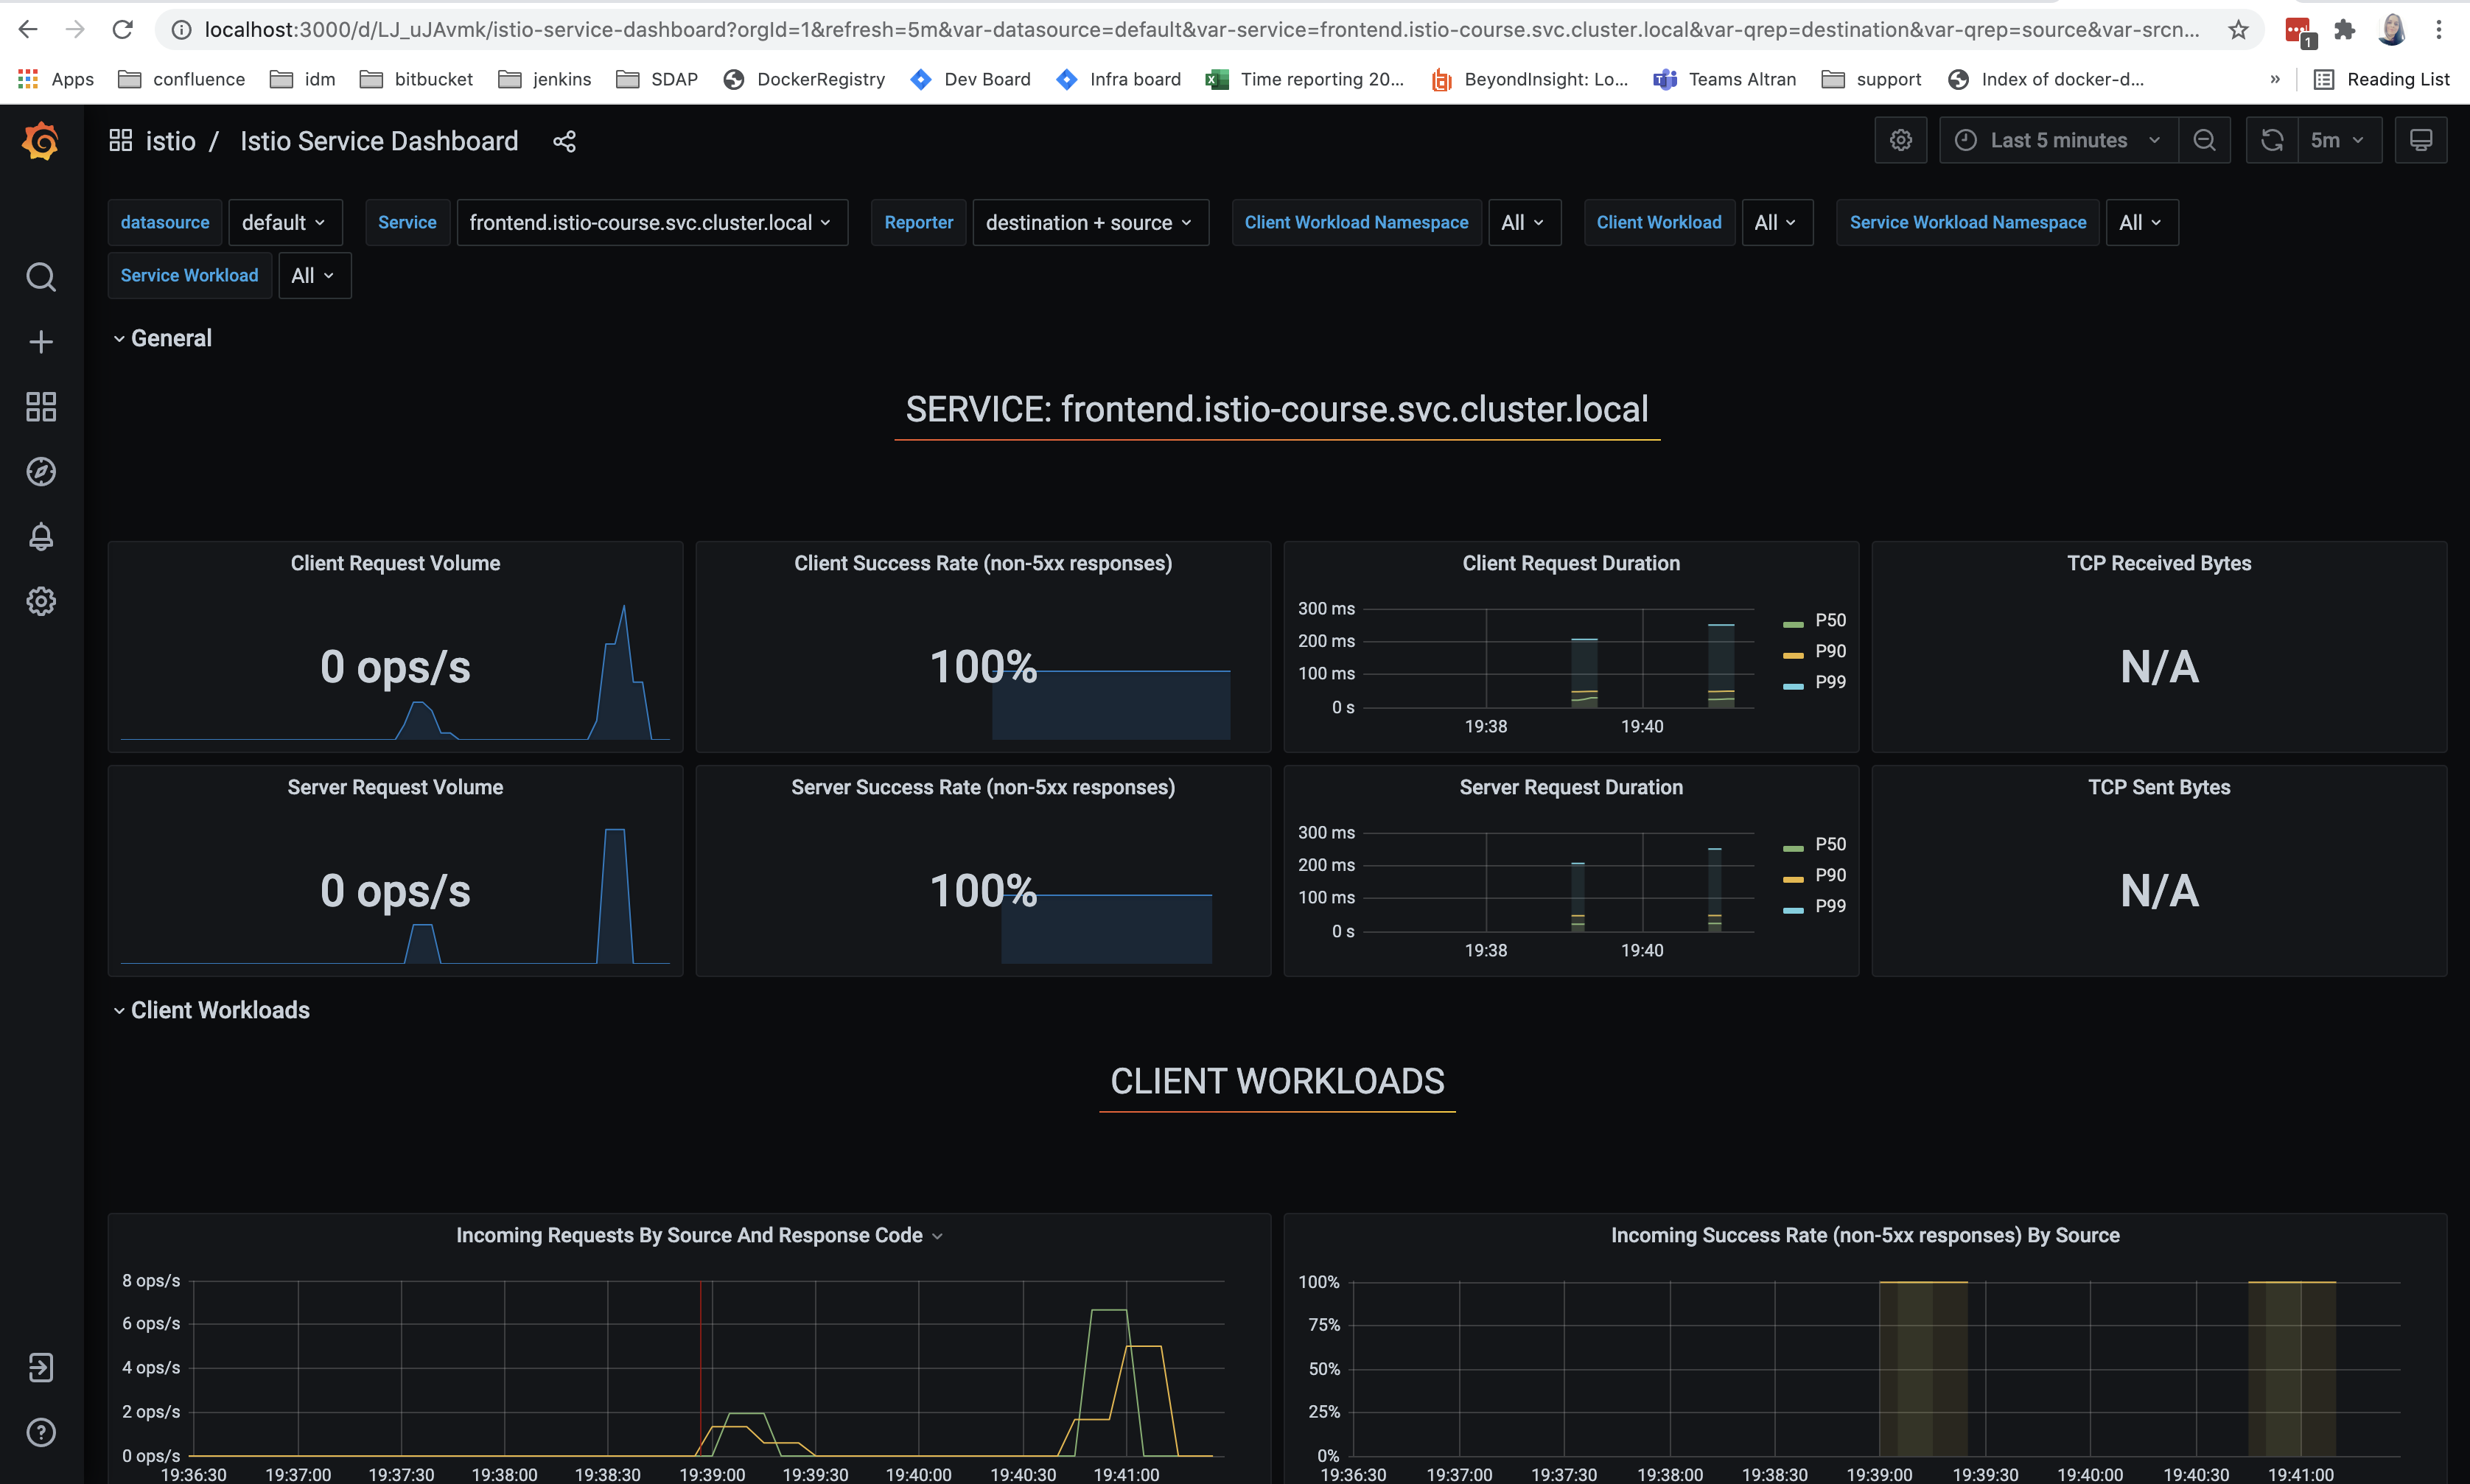 localhost:3000/d/LJ_uJAvmk/istio-service-dashboard?orgId=1&refresh=5m&var-datasource=default&var-service=frontend.istio-course.svc.cluster.local&var-qrep=destination&var-qrep=source&var-srcn...
1
Apps confluence idm bitbucket jenkins SDAP DockerRegistry Dev Board Infra board Time reporting 20... BeyondInsight: Lo... Teams Altran support Index of docker-d... » Reading List
istio / Istio Service Dashboard Last 5 minutes 5m
datasource default Service frontend.istio-course.svc.cluster.local Reporter destination + source Client Workload Namespace All Client Workload All Service Workload Namespace All
Service Workload All
General
SERVICE: frontend.istio-course.svc.cluster.local
Client Request Volume
0 ops/s
Client Success Rate (non-5xx responses)
100%
Client Request Duration
300 ms
200 ms
100 ms
0 s
19:38 19:40
P50
P90
P99
TCP Received Bytes
N/A
Server Request Volume
0 ops/s
Server Success Rate (non-5xx responses)
100%
Server Request Duration
300 ms
200 ms
100 ms
0 s
19:38 19:40
P50
P90
P99
TCP Sent Bytes
N/A
Client Workloads
CLIENT WORKLOADS
Incoming Requests By Source And Response Code
8 ops/s
6 ops/s
4 ops/s
2 ops/s
0 ops/s
19:36:30 19:37:00 19:37:30 19:38:00 19:38:30 19:39:00 19:39:30 19:40:00 19:40:30 19:41:00
Incoming Success Rate (non-5xx responses) By Source
100%
75%
50%
25%
0%
19:36:30 19:37:00 19:37:30 19:38:00 19:38:30 19:39:00 19:39:30 19:40:00 19:40:30 19:41:00